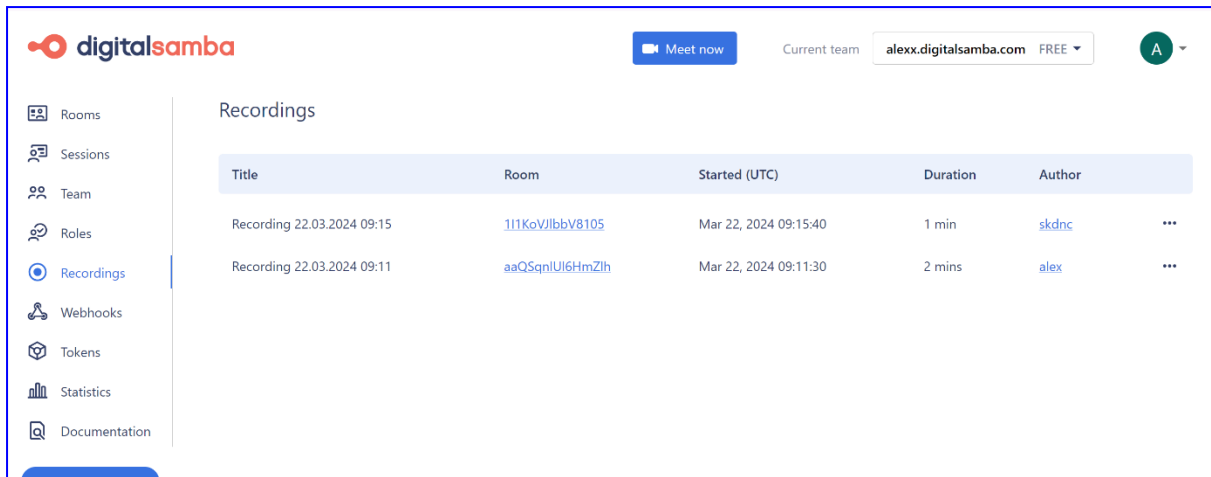 digitalsamba
Meet now
Current team
alexx.digitalsamba.com FREE
A
Rooms
Sessions
Team
Roles
Recordings
Webhooks
Tokens
Statistics
Documentation
Recordings
Title Room Started (UTC) Duration Author
Recording 22.03.2024 09:15 1I1KoVJlbbV8105 Mar 22, 2024 09:15:40 1 min skdnc
Recording 22.03.2024 09:11 aaQSqnlUI6HmZlh Mar 22, 2024 09:11:30 2 mins alex